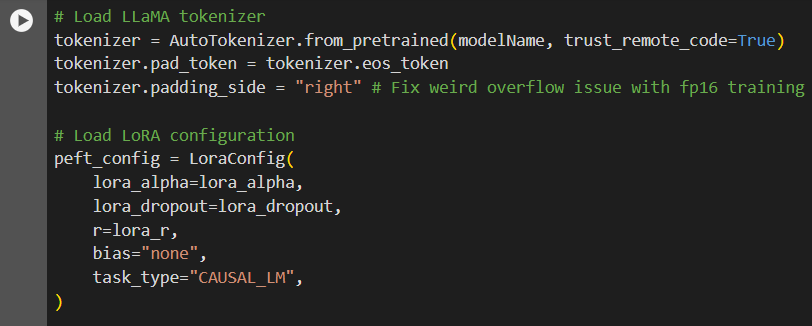 # Load LLaMA tokenizer
tokenizer = AutoTokenizer.from_pretrained(modelName, trust_remote_code=True)
tokenizer.pad_token = tokenizer.eos_token
tokenizer.padding_side = "right" # Fix weird overflow issue with fp16 training
# Load LoRA configuration
peft_config = LoraConfig(
    lora_alpha=lora_alpha,
    lora_dropout=lora_dropout,
    r=lora_r,
    bias="none",
    task_type="CAUSAL_LM",
)